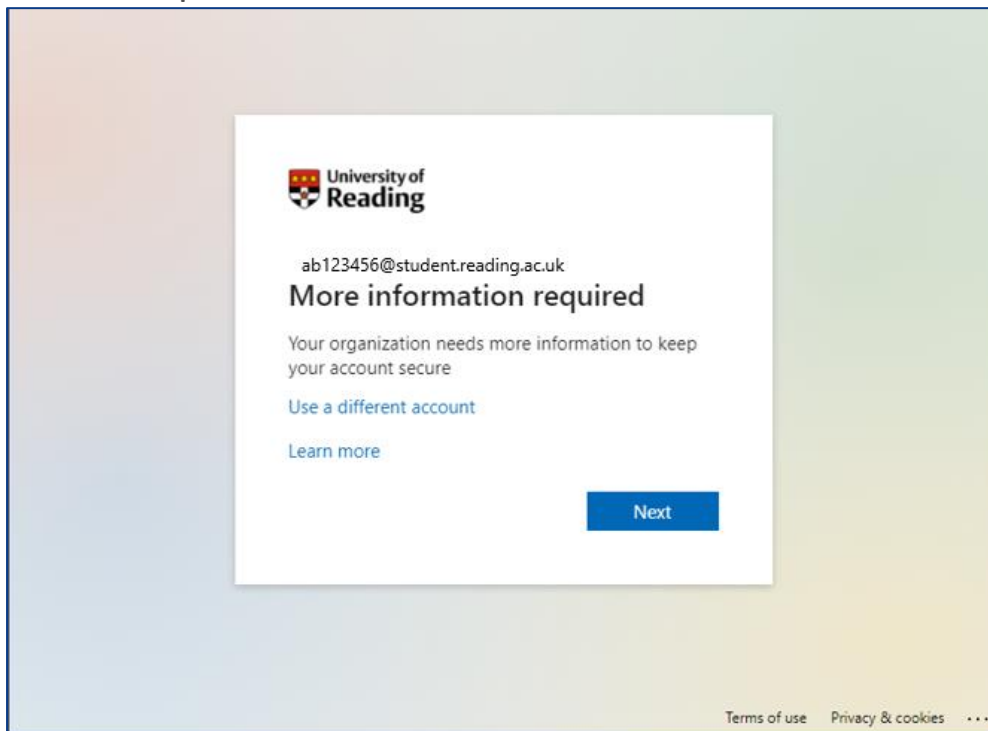 University of
Reading
ab123456@student.reading.ac.uk
More information required
Your organization needs more information to keep
your account secure
Use a different account
Learn more
Next
Terms of use Privacy & cookies ...